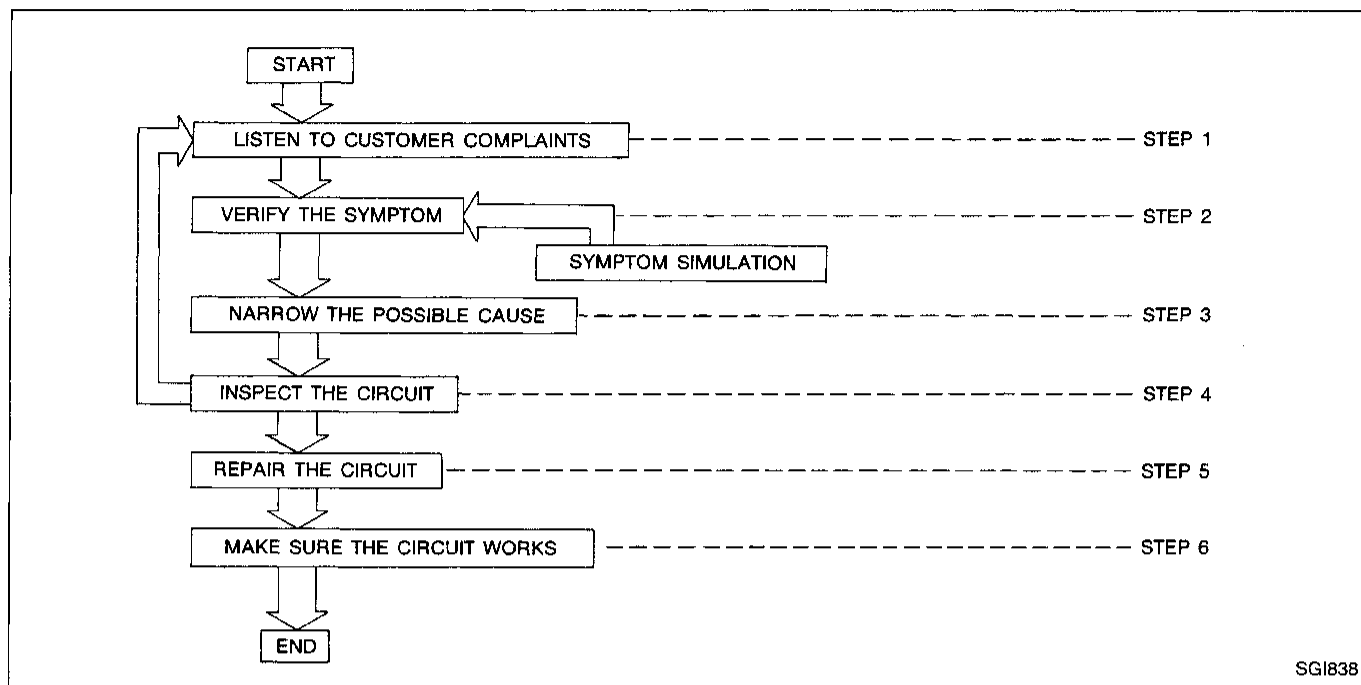 START
LISTEN TO CUSTOMER COMPLAINTS
STEP 1
VERIFY THE SYMPTOM
STEP 2
SYMPTOM SIMULATION
NARROW THE POSSIBLE CAUSE
STEP 3
INSPECT THE CIRCUIT
STEP 4
REPAIR THE CIRCUIT
STEP 5
MAKE SURE THE CIRCUIT WORKS
STEP 6
END
SGI838